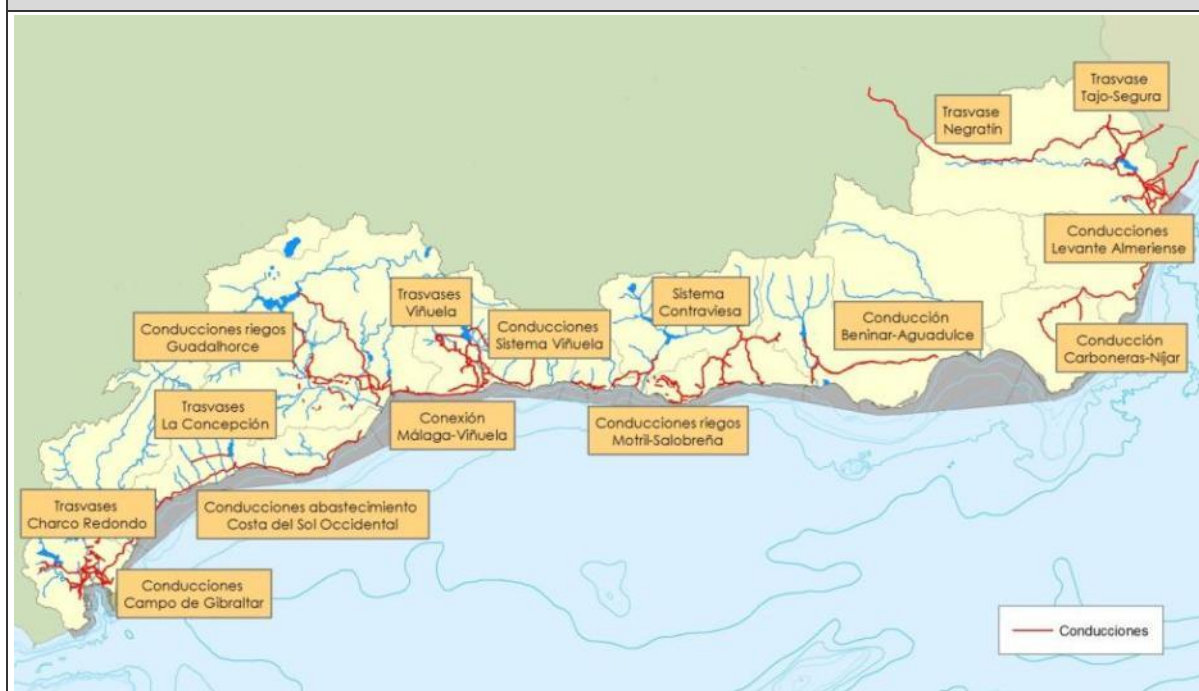 Trasvase
Tajo-Segura
Trasvase
Negratín
Conducciones
Levante Almeriense
Trasvases
Viñuela
Sistema
Contraviesa
Conducciones riegos
Guadalhorce
Conducciones
Sistema Viñuela
Conducción
Beninar-Aguadulce
Conducción
Carboneras-Níjar
Trasvases
La Concepción
Conexión
Málaga-Viñuela
Conducciones riegos
Motril-Salobreña
Trasvases
Charco Redondo
Conducciones abastecimiento
Costa del Sol Occidental
Conducciones
Campo de Gibraltar
Conducciones